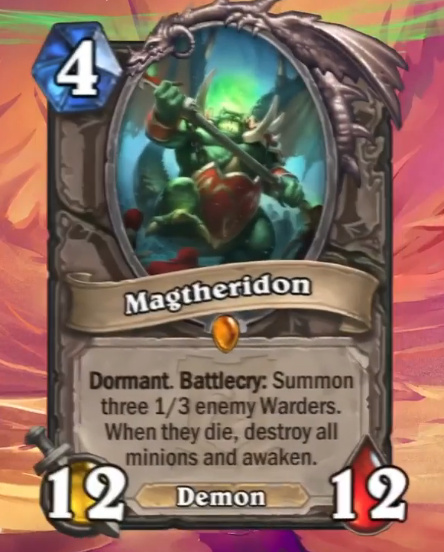 4
Magtheridon
Dormant. Battlecry: Summon
three 1/3 enemy Warders.
When they die, destroy all
minions and awaken.
12
Demon
12